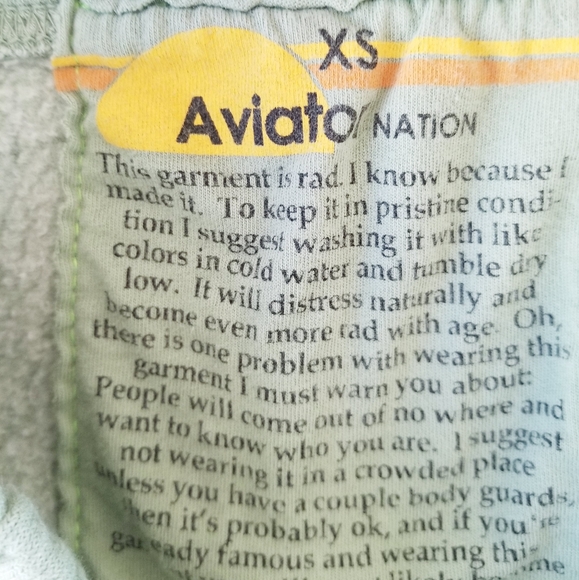 XS
Aviator NATION
This garment is rad. I know because I
made it. To keep it in pristine condi-
tion I suggest washing it with like
colors in cold water and tumble dry
low. It will distress naturally and
become even more rad with age. Oh,
there is one problem with wearing this
garment I must warn you about:
People will come out of no where and
want to know who you are. I suggest
not wearing it in a crowded place
unless you have a couple body guards,
then it's probably ok, and if you're
famous and wearing